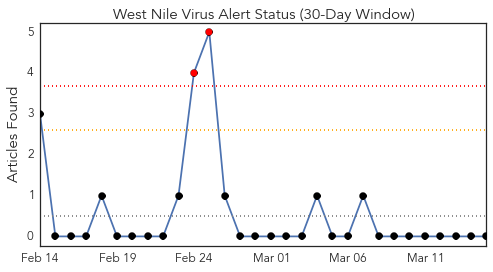 West Nile Virus Alert Status (30-Day Window)
Articles Found
5
4
3
2
1
0
Feb 14
Feb 19
Feb 24
Mar 01
Mar 06
Mar 11